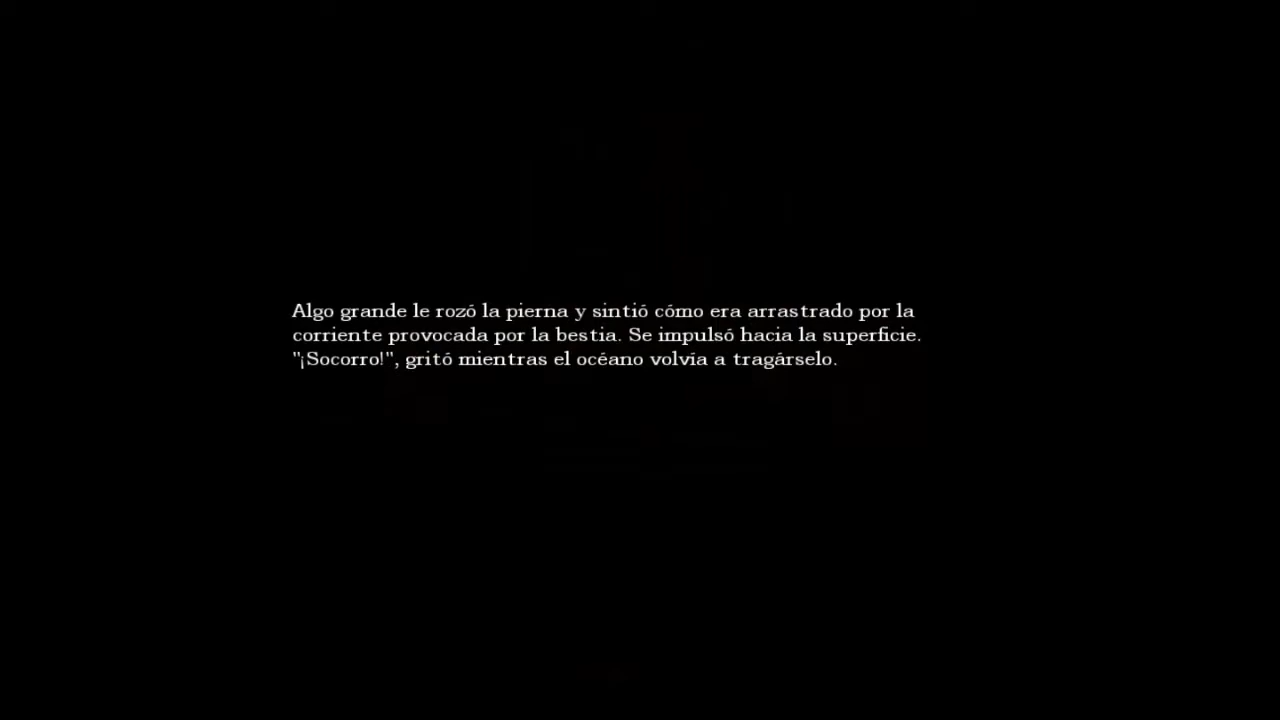 Algo grande le rozó la pierna y sintió cómo era arrastrado por la
corriente provocada por la bestia. Se impulsó hacia la superficie.
"¡Socorro!", gritó mientras el océano volvía a tragárselo.